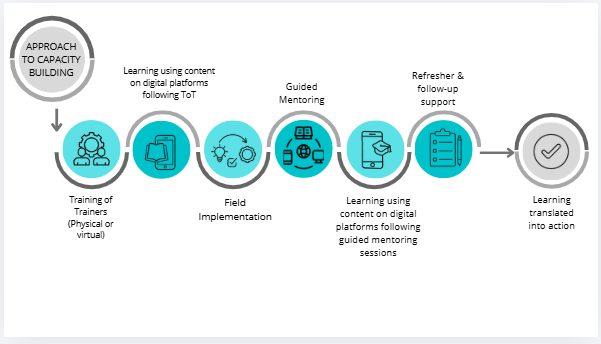 APPROACH
TO CAPACITY
BUILDING
Learning using content
on digital platforms
following ToT
Guided
Mentoring
Refresher &
follow-up
support
Training of
Trainers
(Physical or
virtual)
Field
Implementation
Learning using
content on digital
platforms following
guided mentoring
sessions
Learning
translated
into action